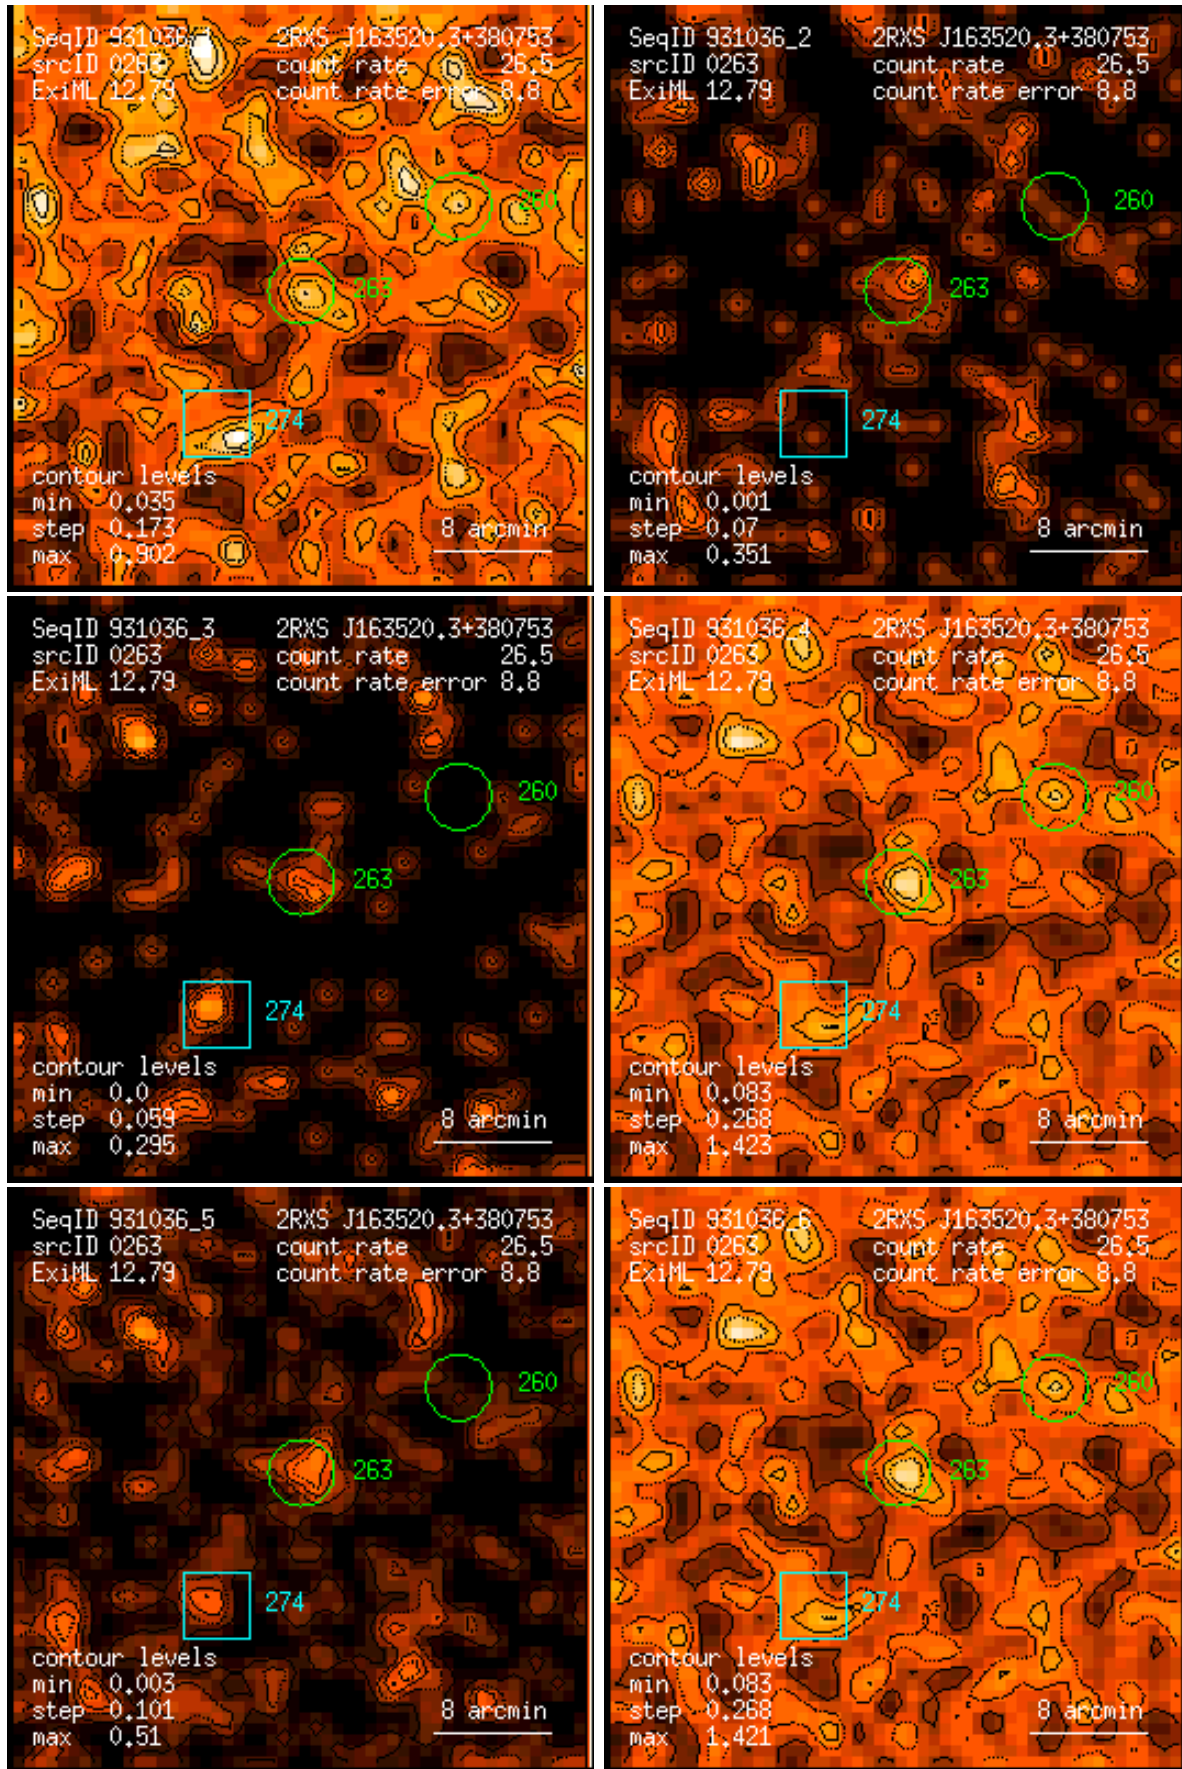 SeqID 931036_1 2RXS J163520.3+380753
srcID 0263 count rate 26.5
ExiML 12.79 count rate error 8.8
260
263
274
contour levels
min 0.035
step 0.173 8 arcmin
max 0.902
SeqID 931036_2 2RXS J163520.3+380753
srcID 0263 count rate 26.5
ExiML 12.79 count rate error 8.8
260
263
274
contour levels
min 0.001
step 0.07 8 arcmin
max 0.351
SeqID 931036_3 2RXS J163520.3+380753
srcID 0263 count rate 26.5
ExiML 12.79 count rate error 8.8
260
263
274
contour levels
min 0.0
step 0.059 8 arcmin
max 0.295
SeqID 931036_4 2RXS J163520.3+380753
srcID 0263 count rate 26.5
ExiML 12.79 count rate error 8.8
260
263
274
contour levels
min 0.083
step 0.268 8 arcmin
max 1.423
SeqID 931036_5 2RXS J163520.3+380753
srcID 0263 count rate 26.5
ExiML 12.79 count rate error 8.8
260
263
274
contour levels
min 0.003
step 0.101 8 arcmin
max 0.51
SeqID 931036_6 2RXS J163520.3+380753
srcID 0263 count rate 26.5
ExiML 12.79 count rate error 8.8
260
263
274
contour levels
min 0.083
step 0.268 8 arcmin
max 1.421